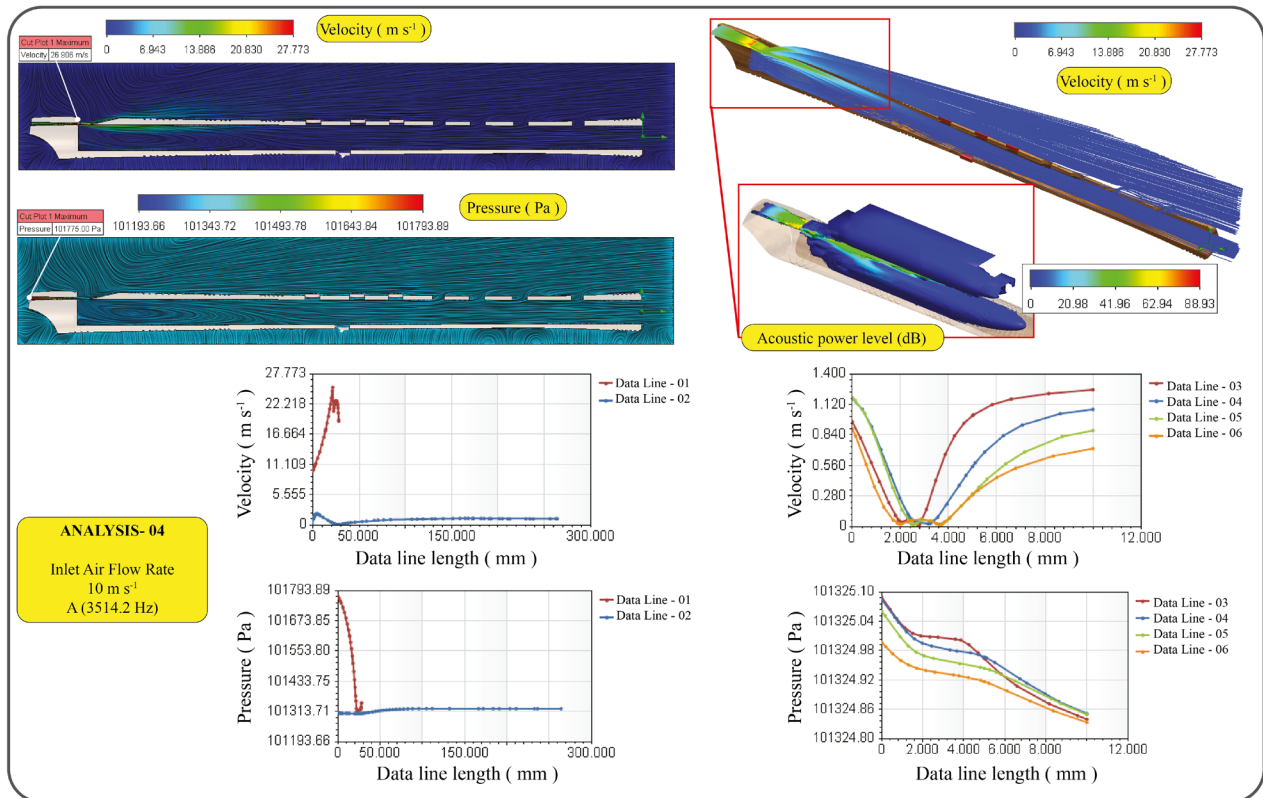 Velocity ( m s⁻¹)
0 6.943 13.886 20.830 27.773
Cut Plot 1 Maximum
Velocity 26.906 m/s
Pressure ( Pa )
101193.66 101343.72 101493.78 101643.84 101793.89
Cut Plot 1 Maximum
Pressure 101775.00 Pa
0 6.943 13.886 20.830 27.773
Velocity ( m s⁻¹)
0 20.98 41.96 62.94 88.93
Acoustic power level (dB)
ANALYSIS- 04
Inlet Air Flow Rate
10 m s⁻¹
A (3514.2 Hz)
Velocity ( m s⁻¹)
27.773
22.218
16.664
11.109
5.555
0
0 50.000 150.000 300.000
Data line length ( mm )
Data Line - 01
Data Line - 02
Velocity ( m s⁻¹)
1.400
1.120
0.840
0.560
0.280
0
0 2.000 4.000 6.000 8.000 12.000
Data line length ( mm )
Data Line - 03
Data Line - 04
Data Line - 05
Data Line - 06
Pressure ( Pa )
101793.89
101673.85
101553.80
101433.75
101313.71
101193.66
0 50.000 150.000 300.000
Data line length ( mm )
Data Line - 01
Data Line - 02
Pressure ( Pa )
101325.10
101325.04
101324.98
101324.92
101324.86
101324.80
0 2.000 4.000 6.000 8.000 12.000
Data line length ( mm )
Data Line - 03
Data Line - 04
Data Line - 05
Data Line - 06